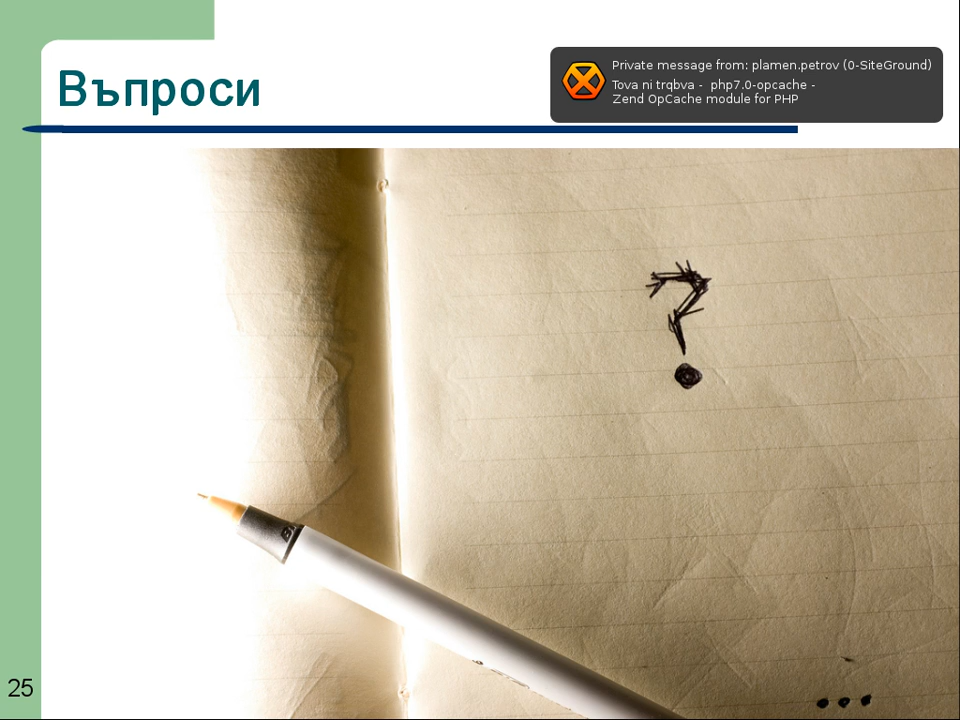 Въпроси
Private message from: plamen.petrov (0-SiteGround)
Tova ni trqbva - php7.0-opcache -
Zend OpCache module for PHP
?
...
25